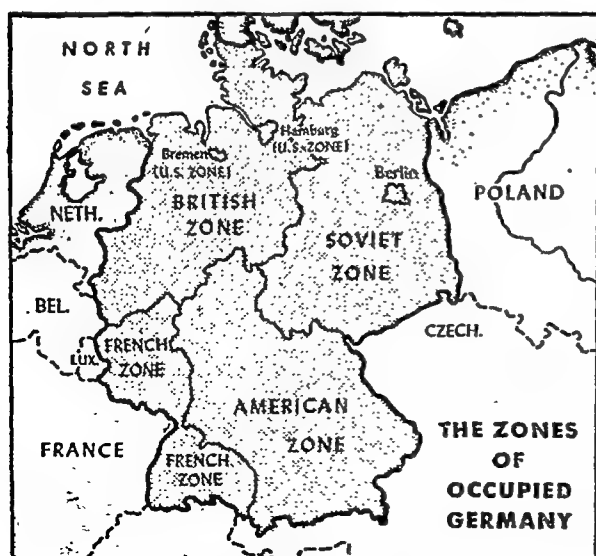 NORTH
SEA
Hamburg
(U.S. ZONE)
Bremen
(U.S. ZONE)
Berlin
NETH.
BRITISH
ZONE
POLAND
SOVIET
ZONE
BEL.
LUX.
FRENCH
ZONE
CZECH.
AMERICAN
ZONE
FRANCE
FRENCH
ZONE
THE ZONES
OF
OCCUPIED
GERMANY